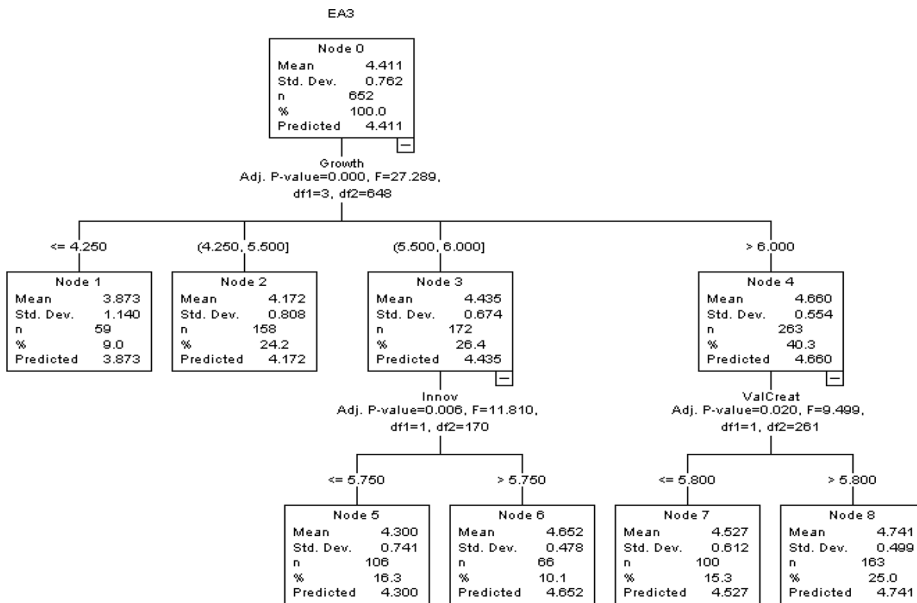 EA3
Node 0
Mean 4.411
Std. Dev. 0.762
n 652
% 100.0
Predicted 4.411
Growth
Adj. P-value=0.000, F=27.289,
df1=3, df2=648
<= 4.250
(4.250, 5.500]
(5.500, 6.000]
> 6.000
Node 1
Mean 3.873
Std. Dev. 1.140
n 59
% 9.0
Predicted 3.873
Node 2
Mean 4.172
Std. Dev. 0.808
n 158
% 24.2
Predicted 4.172
Node 3
Mean 4.435
Std. Dev. 0.674
n 172
% 26.4
Predicted 4.435
Node 4
Mean 4.660
Std. Dev. 0.554
n 263
% 40.3
Predicted 4.660
Innov
Adj. P-value=0.006, F=11.810,
df1=1, df2=170
ValCreat
Adj. P-value=0.020, F=9.499,
df1=1, df2=261
<= 5.750
> 5.750
<= 5.800
> 5.800
Node 5
Mean 4.300
Std. Dev. 0.741
n 106
% 16.3
Predicted 4.300
Node 6
Mean 4.652
Std. Dev. 0.478
n 66
% 10.1
Predicted 4.652
Node 7
Mean 4.527
Std. Dev. 0.612
n 100
% 15.3
Predicted 4.527
Node 8
Mean 4.741
Std. Dev. 0.499
n 163
% 25.0
Predicted 4.741